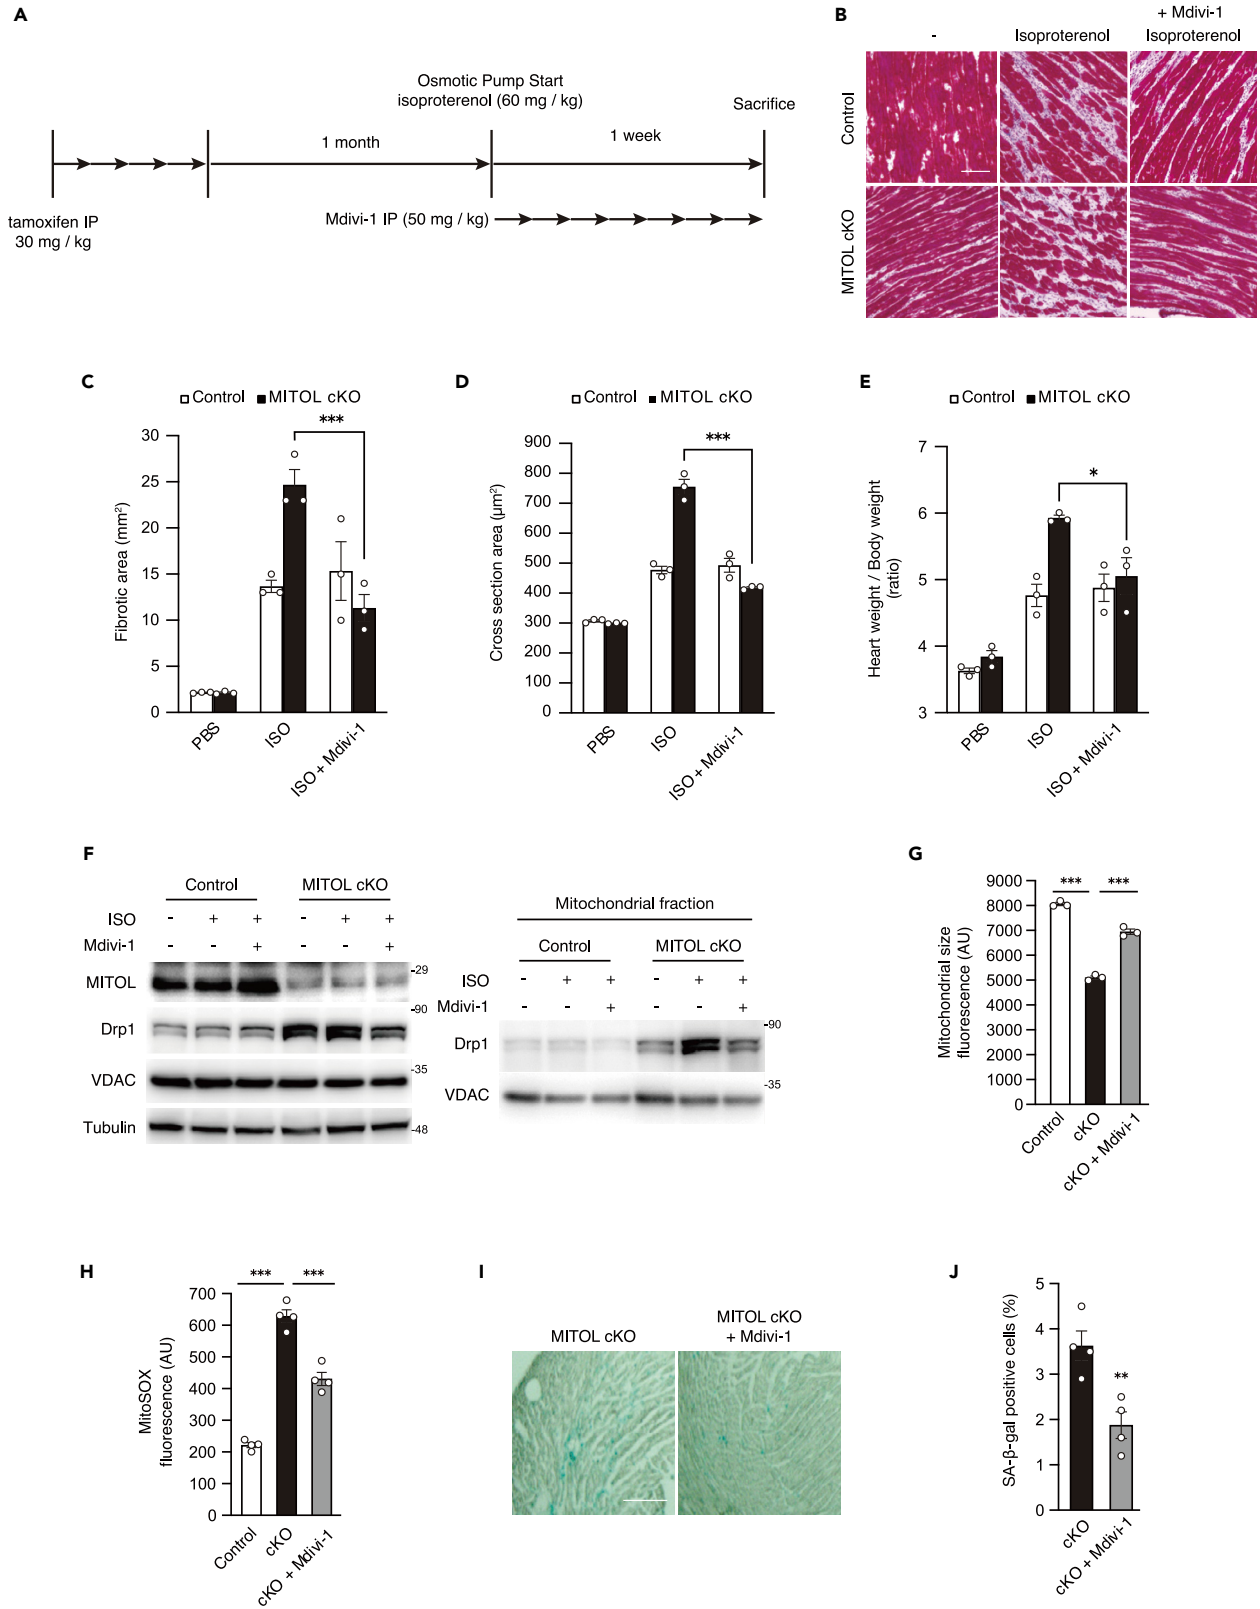 A
Osmotic Pump Start
isoproterenol (60 mg / kg)
Sacrifice
1 month
1 week
tamoxifen IP
30 mg / kg
Mdivi-1 IP (50 mg / kg)
B
-
Isoproterenol
+ Mdivi-1
Isoproterenol
Control
MITOL cKO
C
Control MITOL cKO
***
Fibrotic area (mm²)
30
25
20
15
10
5
0
PBS
ISO
ISO + Mdivi-1
D
Control MITOL cKO
***
Cross section area (µm²)
900
800
700
600
500
400
300
200
100
0
PBS
ISO
ISO + Mdivi-1
E
Control MITOL cKO
*
Heart weight / Body weight
(ratio)
7
6
5
4
3
PBS
ISO
ISO + Mdivi-1
F
Control MITOL cKO
ISO - + + - + +
Mdivi-1 - - + - - +
MITOL -29
-90
Drp1
VDAC -35
Tubulin -48
Mitochondrial fraction
Control MITOL cKO
ISO - + + - + +
Mdivi-1 - - + - - +
Drp1 -90
VDAC -35
G
*** ***
Mitochondrial size
fluorescence (AU)
9000
8000
7000
6000
5000
4000
3000
2000
1000
0
Control
cKO
cKO + Mdivi-1
H
*** ***
MitoSOX
fluorescence (AU)
700
600
500
400
300
200
100
0
Control
cKO
cKO + Mdivi-1
I
MITOL cKO
MITOL cKO
+ Mdivi-1
J
**
SA-β-gal positive cells (%)
5
4
3
2
1
0
cKO
cKO + Mdivi-1